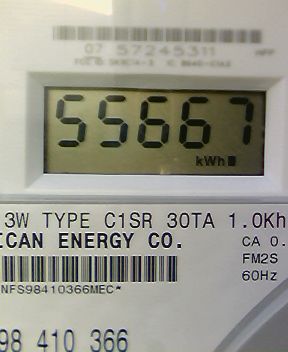 07 57245311
55667
kWh
3W TYPE C1SR 30TA 1.0Kh
ICAN ENERGY CO.
CA 0.
FM2S
60Hz
NFS98410366MEC*
98 410 366